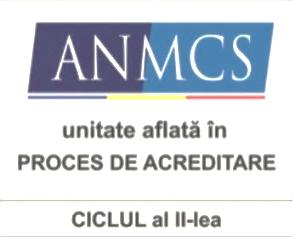 ANMCS
unitate aflată în
PROCES DE ACREDITARE
CICLUL al II-lea